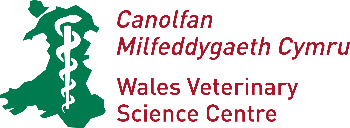 Canolfan
Milfeddygaeth Cymru
Wales Veterinary
Science Centre